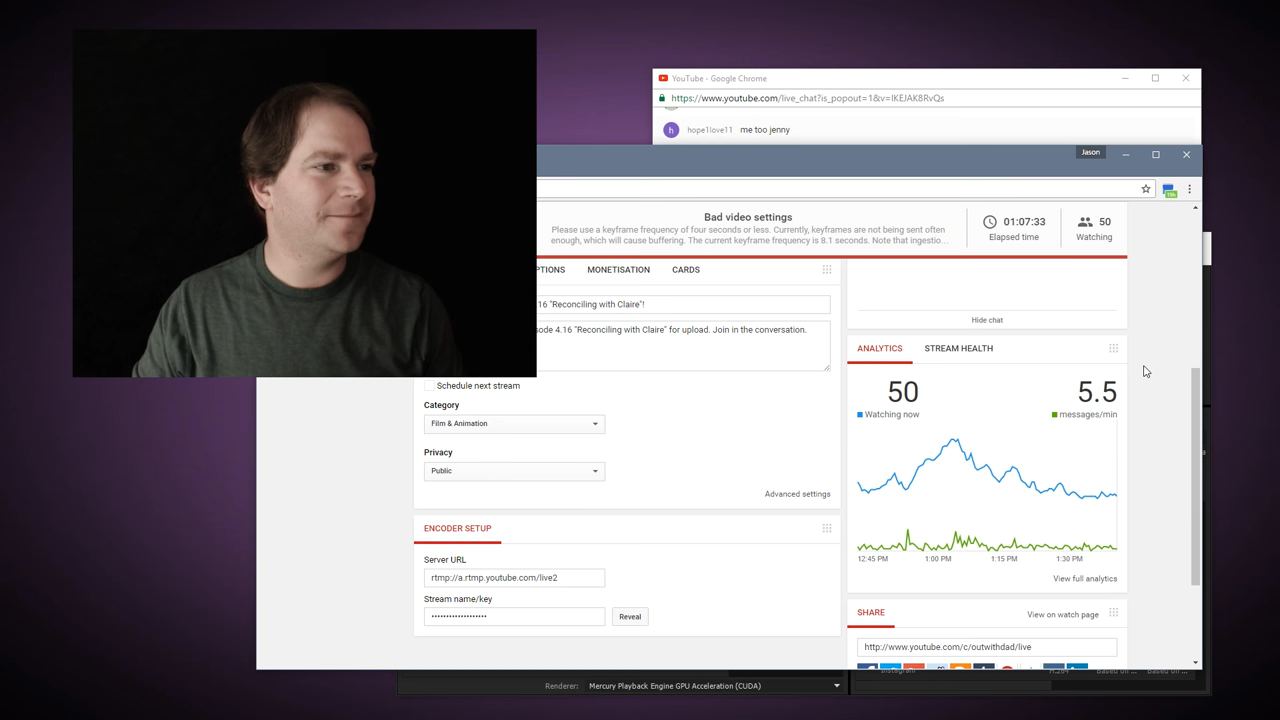 YouTube - Google Chrome
https://www.youtube.com/live_chat?is_popout=1&v=IKEJAK8RvQs
h hope1love11 me too jenny
Jason
Bad video settings
Please use a keyframe frequency of four seconds or less. Currently, keyframes are not being sent often
enough, which will cause buffering. The current keyframe frequency is 8.1 seconds. Note that ingestio...
01:07:33
Elapsed time
50
Watching
PTIONS MONETISATION CARDS
16 "Reconciling with Claire"!
sode 4.16 "Reconciling with Claire" for upload. Join in the conversation.
Schedule next stream
Category
Film & Animation
Privacy
Public
Advanced settings
ENCODER SETUP
Server URL
rtmp://a.rtmp.youtube.com/live2
Stream name/key
•••••••••••••••••••
Reveal
Hide chat
ANALYTICS STREAM HEALTH
50
Watching now
5.5
messages/min
12:45 PM 1:00 PM 1:15 PM 1:30 PM
View full analytics
SHARE
View on watch page
http://www.youtube.com/c/outwithdad/live
Renderer: Mercury Playback Engine GPU Acceleration (CUDA)